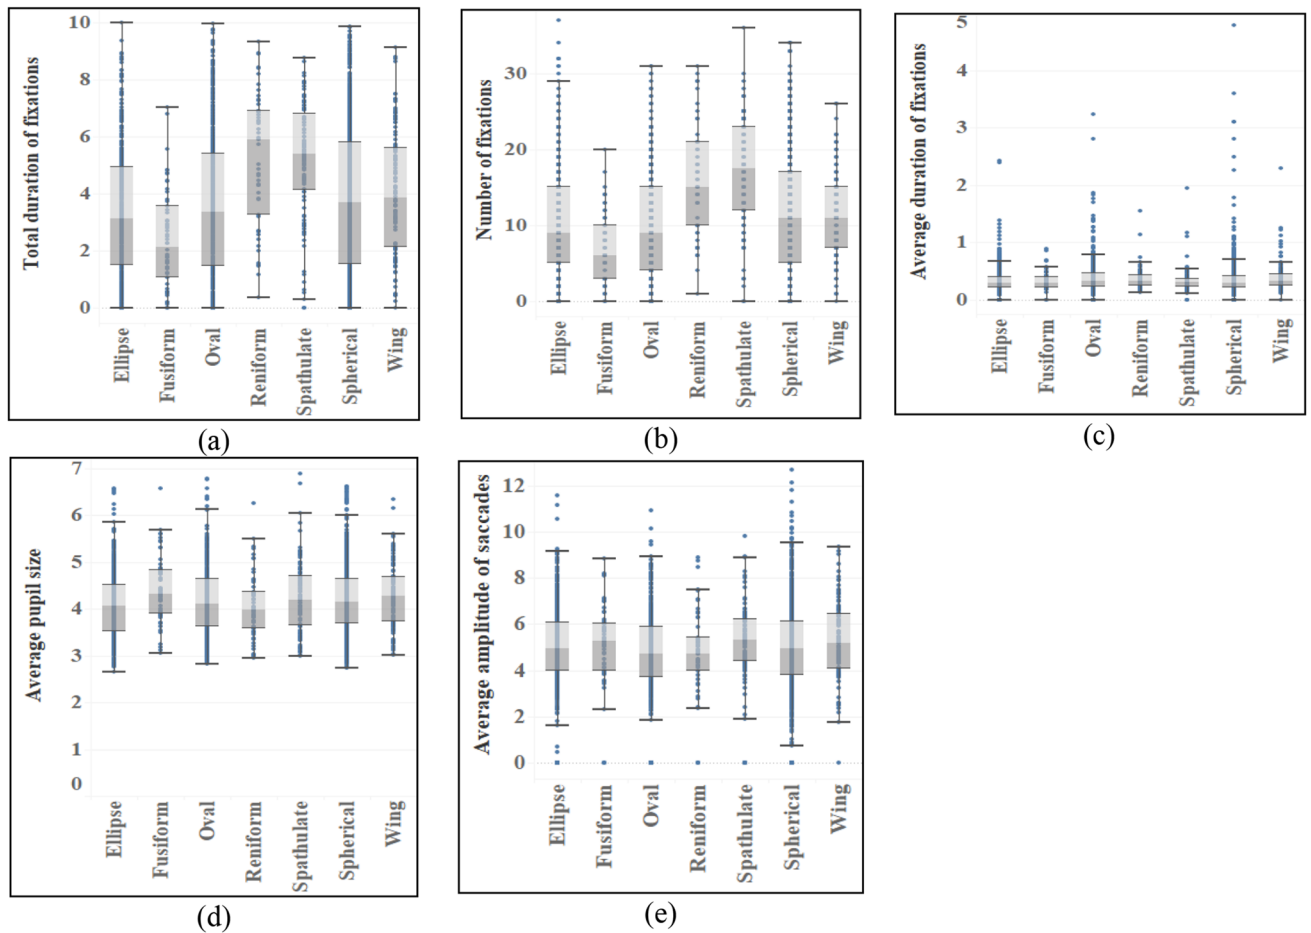 Total duration of fixations
10
8
6
4
2
0
Ellipse
Fusiform
Oval
Reniform
Spathulate
Spherical
Wing
(a)
Number of fixations
30
20
10
0
Ellipse
Fusiform
Oval
Reniform
Spathulate
Spherical
Wing
(b)
Average duration of fixations
5
4
3
2
1
0
Ellipse
Fusiform
Oval
Reniform
Spathulate
Spherical
Wing
(c)
Average pupil size
7
6
5
4
3
2
1
0
Ellipse
Fusiform
Oval
Reniform
Spathulate
Spherical
Wing
(d)
Average amplitude of saccades
12
10
8
6
4
2
0
Ellipse
Fusiform
Oval
Reniform
Spathulate
Spherical
Wing
(e)